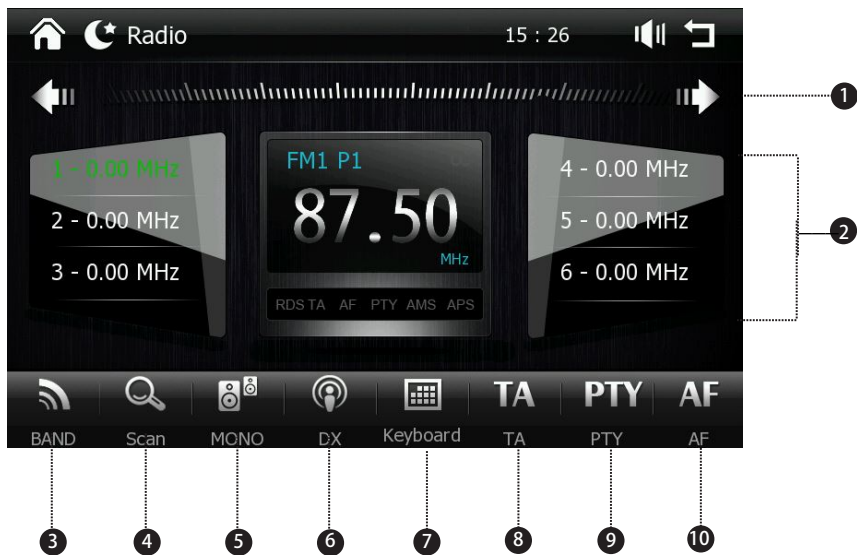 Radio 15 : 26
1
1 - 0.00 MHz
2 - 0.00 MHz
3 - 0.00 MHz
FM1 P1
87.50
MHz
RDS TA AF PTY AMS APS
4 - 0.00 MHz
5 - 0.00 MHz
6 - 0.00 MHz
2
TA PTY AF
BAND Scan MONO DX Keyboard TA PTY AF
3 4 5 6 7 8 9 10